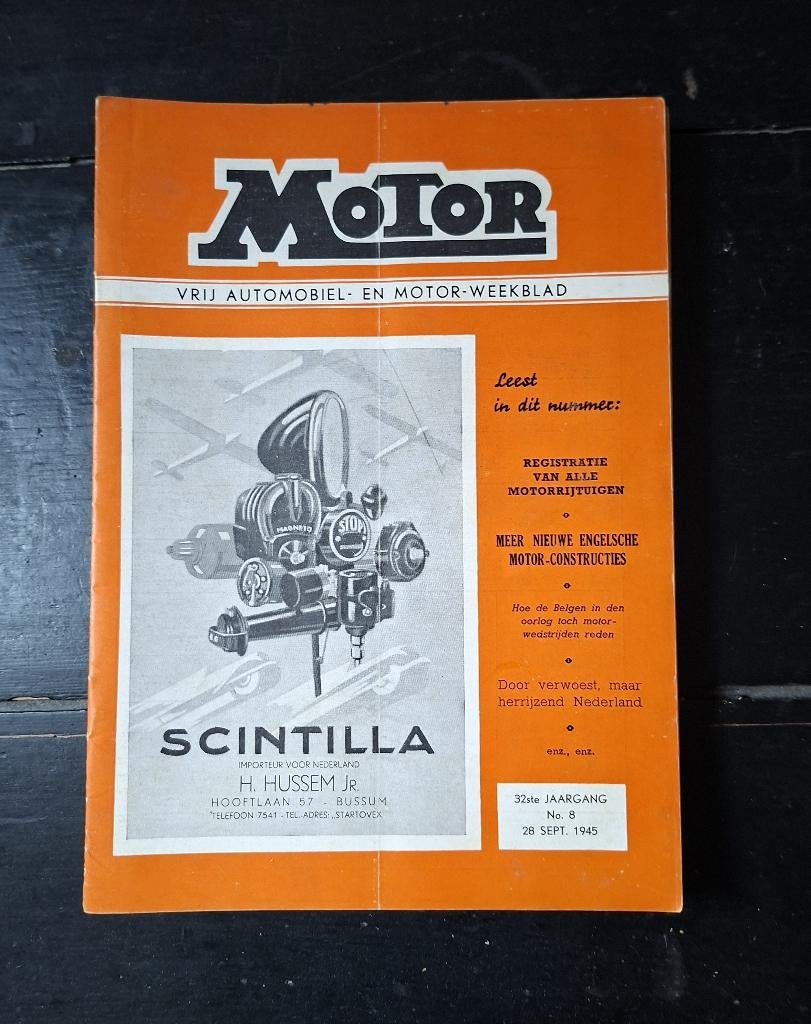 MOTOR
VRIJ AUTOMOBIEL- EN MOTOR-WEEKBLAD
Leest
in dit nummer:
REGISTRATIE
VAN ALLE
MOTORRIJTUIGEN
MEER NIEUWE ENGELSCHE
MOTOR-CONSTRUCTIES
Hoe de Belgen in den
oorlog toch motor-
wedstrijden reden
Door verwoest, maar
herrijzend Nederland
enz., enz.
32ste JAARGANG
No. 8
28 SEPT. 1945
MAGNETO
STOP
SCINTILLA
IMPORTEUR VOOR NEDERLAND
H. HUSSEM JR.
HOOFTLAAN 57 - BUSSUM
TELEFOON 7541 - TEL. ADRES: „STARTOVEX"